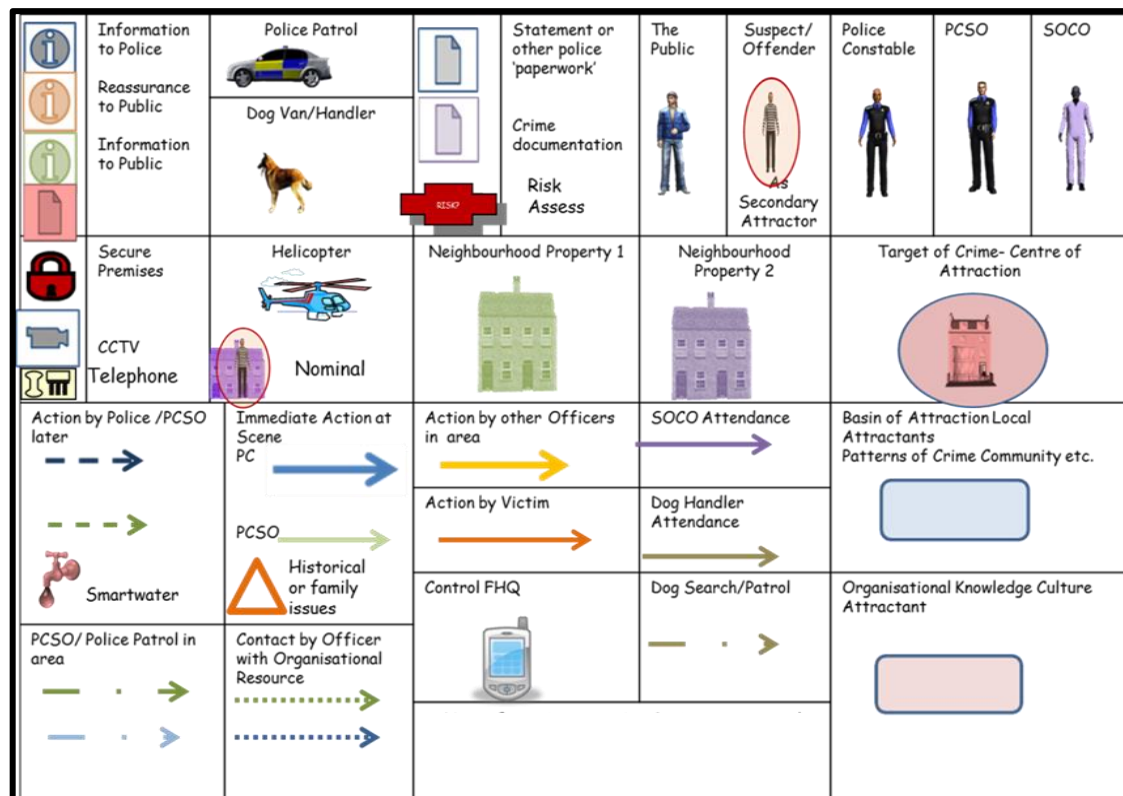 Information
to Police
Reassurance
to Public
Information
to Public
Police Patrol
Dog Van/Handler
Statement or
other police
‘paperwork’
Crime
documentation
RISK?
Risk
Assess
The
Public
Suspect/
Offender
As
Secondary
Attractor
Police
Constable
PCSO
SOCO
Secure
Premises
CCTV
Telephone
Helicopter
Nominal
Neighbourhood Property 1
Neighbourhood
Property 2
Target of Crime- Centre of
Attraction
Action by Police /PCSO
later
Smartwater
Immediate Action at
Scene
PC
PCSO
Historical
or family
issues
Action by other Officers
in area
SOCO Attendance
Basin of Attraction Local
Attractants
Patterns of Crime Community etc.
Action by Victim
Dog Handler
Attendance
Control FHQ
Dog Search/Patrol
Organisational Knowledge Culture
Attractant
PCSO/ Police Patrol in
area
Contact by Officer
with Organisational
Resource